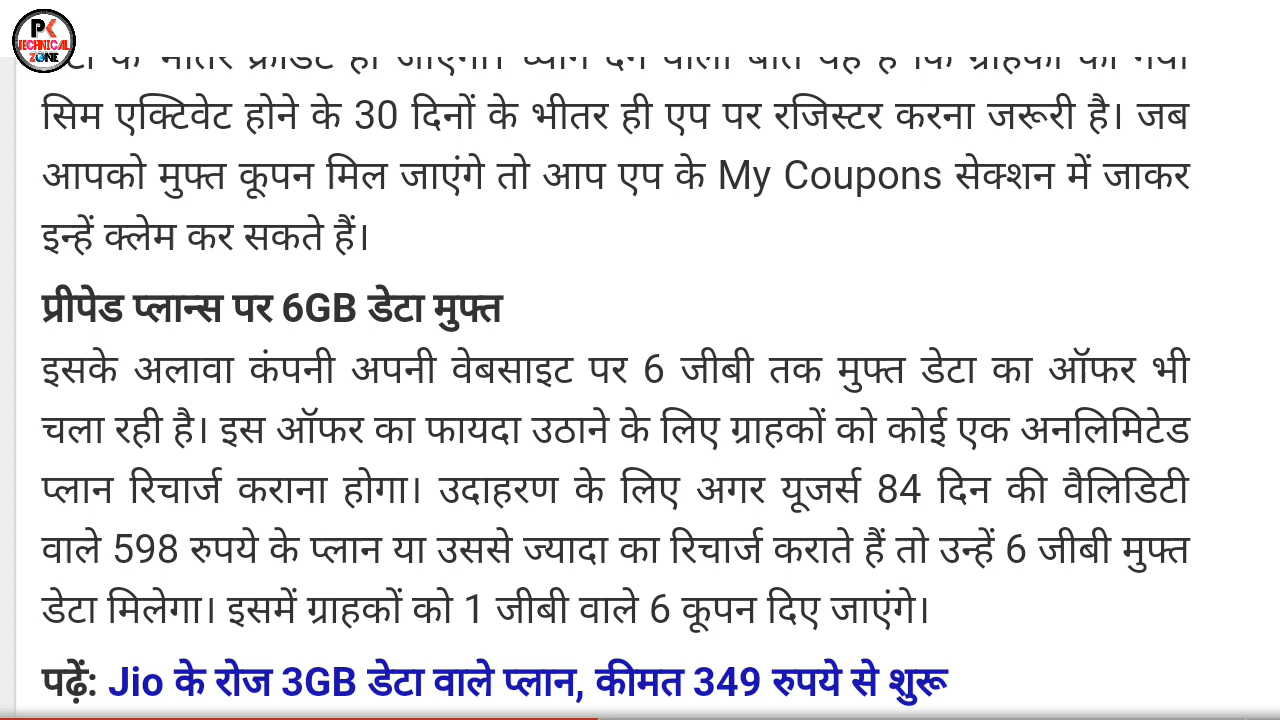 PK
TECHNICAL
ZONE
सिम एक्टिवेट होने के 30 दिनों के भीतर ही एप पर रजिस्टर करना जरूरी है। जब
आपको मुफ्त कूपन मिल जाएंगे तो आप एप के My Coupons सेक्शन में जाकर
इन्हें क्लेम कर सकते हैं।
प्रीपेड प्लान्स पर 6GB डेटा मुफ्त
इसके अलावा कंपनी अपनी वेबसाइट पर 6 जीबी तक मुफ्त डेटा का ऑफर भी
चला रही है। इस ऑफर का फायदा उठाने के लिए ग्राहकों को कोई एक अनलिमिटेड
प्लान रिचार्ज कराना होगा। उदाहरण के लिए अगर यूजर्स 84 दिन की वैलिडिटी
वाले 598 रुपये के प्लान या उससे ज्यादा का रिचार्ज कराते हैं तो उन्हें 6 जीबी मुफ्त
डेटा मिलेगा। इसमें ग्राहकों को 1 जीबी वाले 6 कूपन दिए जाएंगे।
पढ़ें: Jio के रोज 3GB डेटा वाले प्लान, कीमत 349 रुपये से शुरू